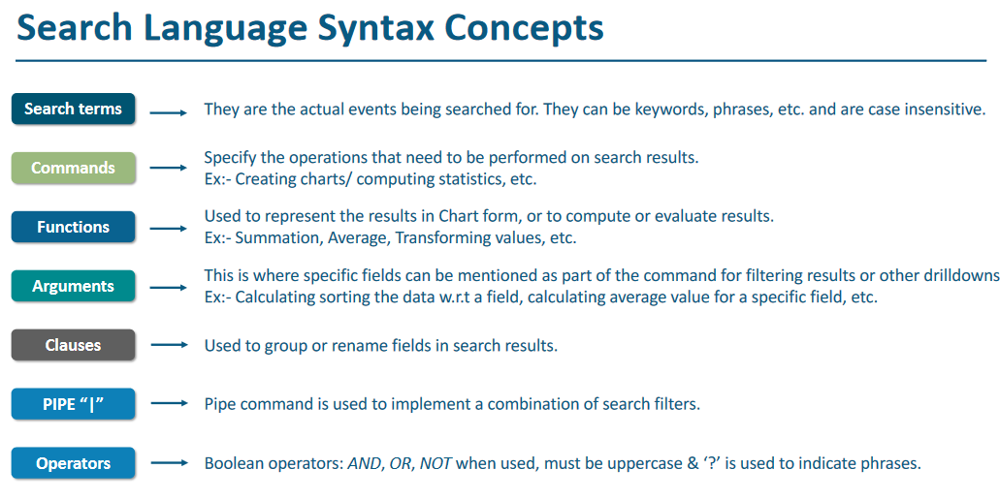 Search Language Syntax Concepts
Search terms
They are the actual events being searched for. They can be keywords, phrases, etc. and are case insensitive.
Commands
Specify the operations that need to be performed on search results.
Ex:- Creating charts/ computing statistics, etc.
Functions
Used to represent the results in Chart form, or to compute or evaluate results.
Ex:- Summation, Average, Transforming values, etc.
Arguments
This is where specific fields can be mentioned as part of the command for filtering results or other drilldowns
Ex:- Calculating sorting the data w.r.t a field, calculating average value for a specific field, etc.
Clauses
Used to group or rename fields in search results.
PIPE “|”
Pipe command is used to implement a combination of search filters.
Operators
Boolean operators: AND, OR, NOT when used, must be uppercase & ‘?’ is used to indicate phrases.